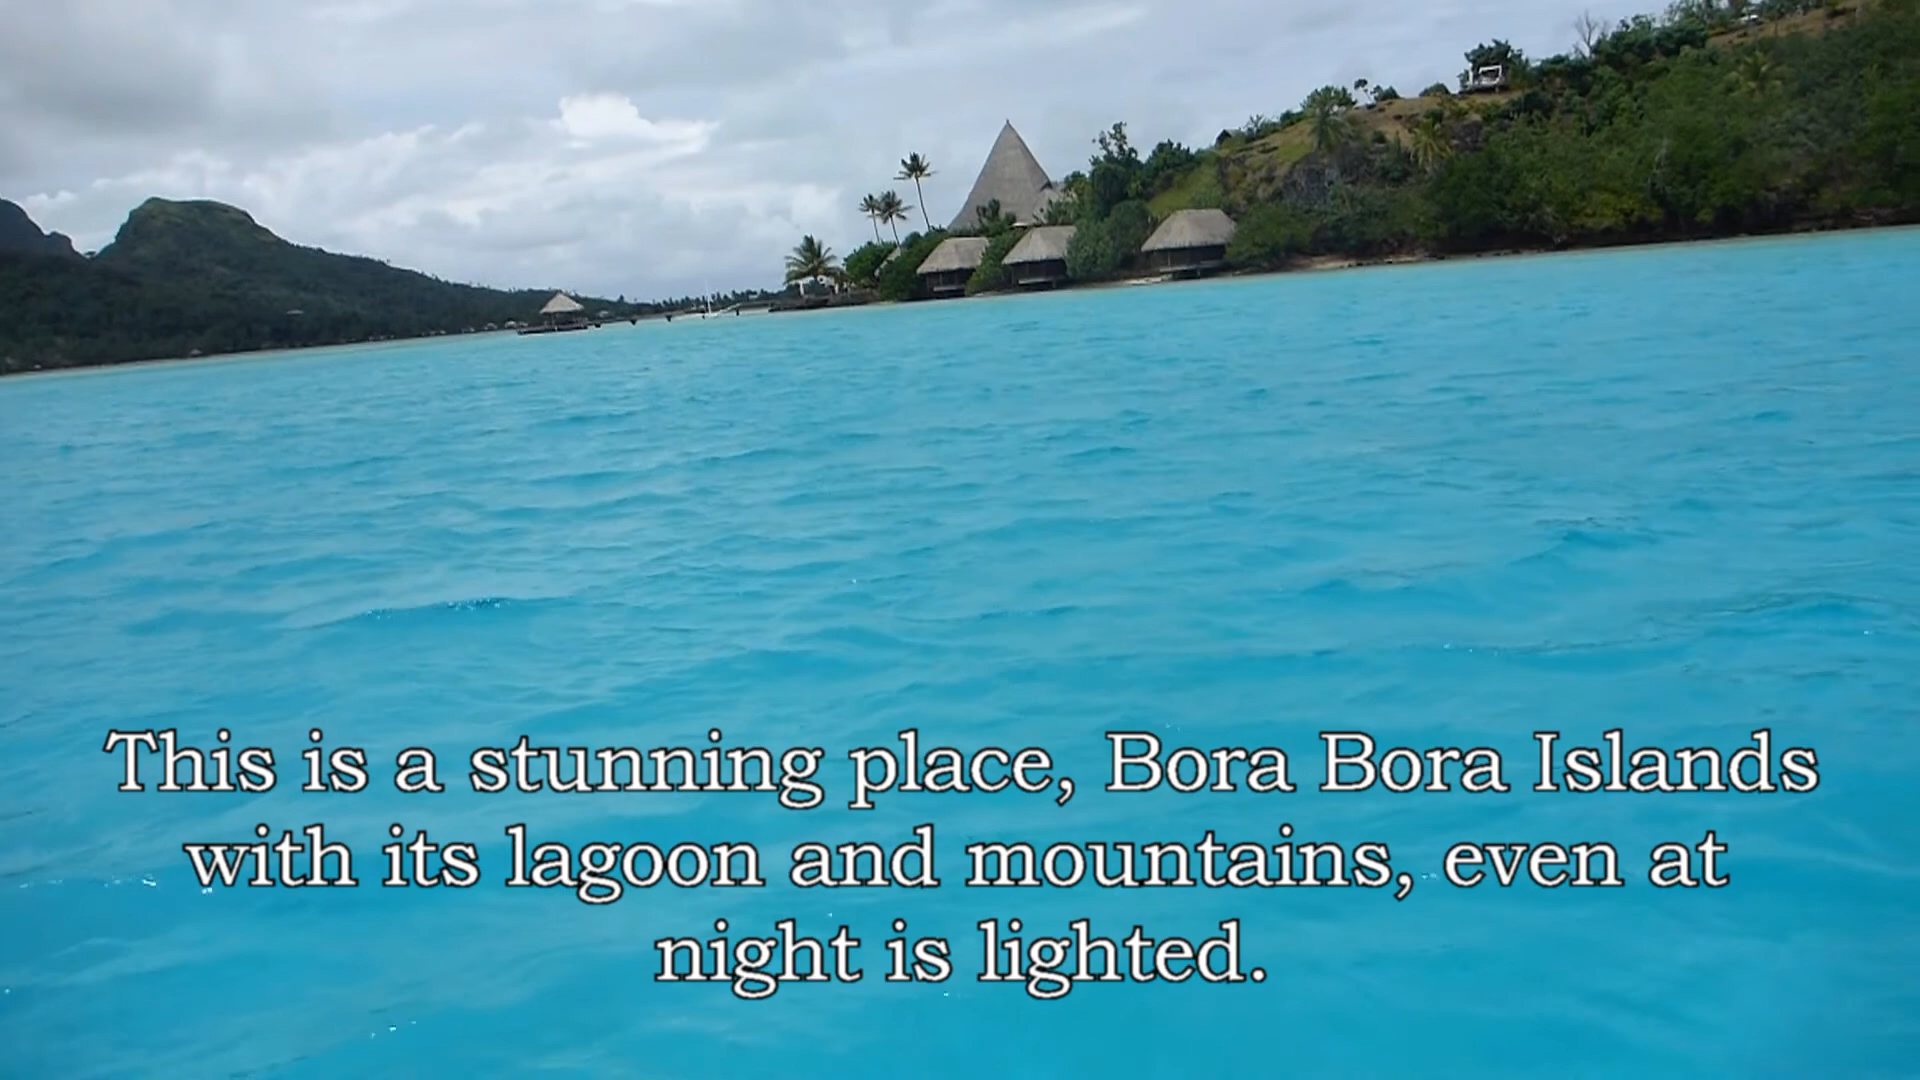 This is a stunning place, Bora Bora Islands
with its lagoon and mountains, even at
night is lighted.